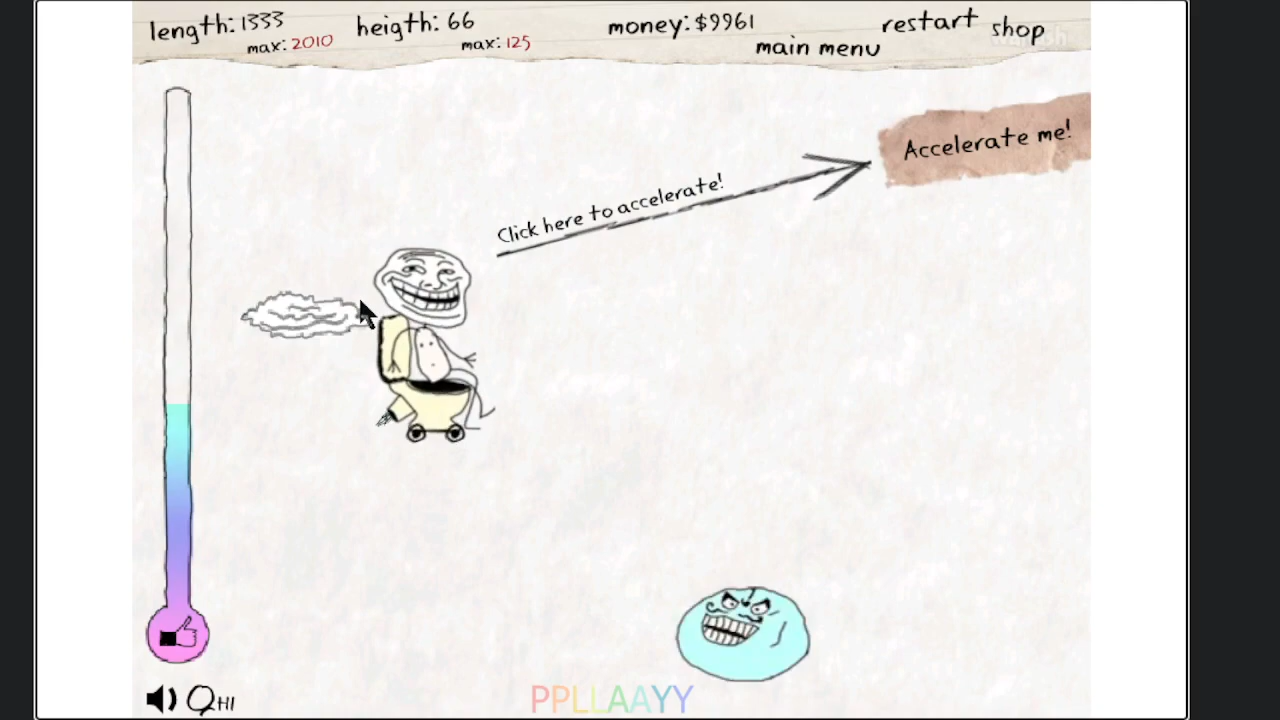 length: 1333
max: 2010
heigth: 66
max: 125
money: $9961
main menu
restart
shop
Accelerate me!
Click here to accelerate!
QHI
PPLLAAYY